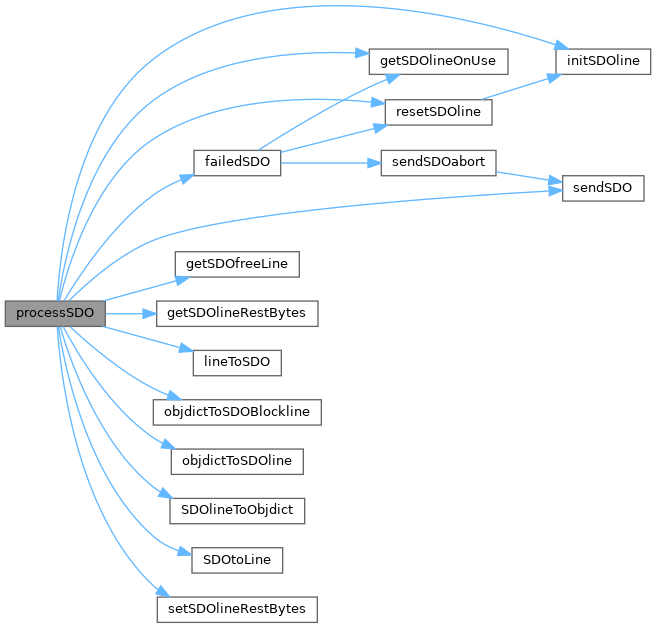 processSDO
failedSDO
getSDOlineOnUse
resetSDOline
sendSDOabort
initSDOline
sendSDO
getSDOfreeLine
getSDOlineRestBytes
lineToSDO
objdictToSDOBlockline
objdictToSDOline
SDOlineToObjdict
SDOtoLine
setSDOlineRestBytes